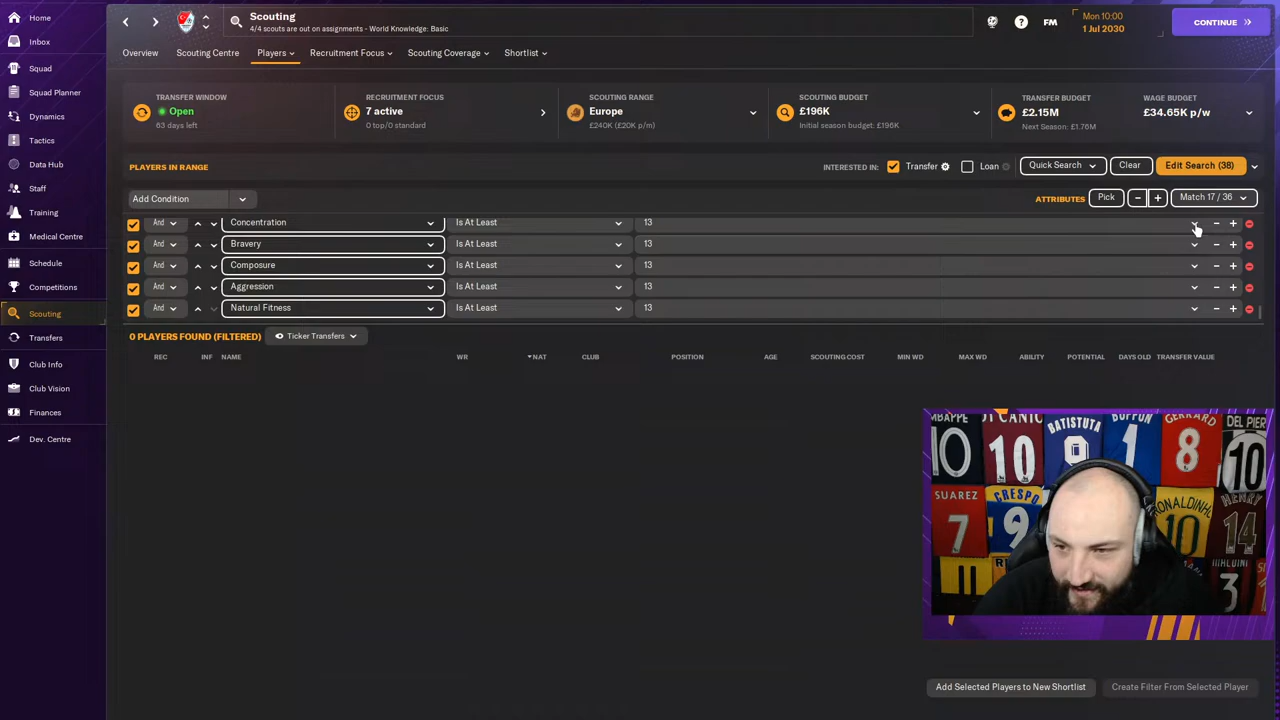 Home
Inbox
Squad
Squad Planner
Dynamics
Tactics
Data Hub
Staff
Training
Medical Centre
Schedule
Competitions
Scouting
Transfers
Club Info
Club Vision
Finances
Dev. Centre
Scouting
4/4 scouts are out on assignments - World Knowledge: Basic
? FM
Mon 10:00
1 Jul 2030
CONTINUE
Overview Scouting Centre Players Recruitment Focus Scouting Coverage Shortlist
TRANSFER WINDOW
Open
63 days left
RECRUITMENT FOCUS
7 active
0 top/0 standard
SCOUTING RANGE
Europe
£240K (£20K p/m)
SCOUTING BUDGET
£196K
Initial season budget: £196K
TRANSFER BUDGET
£2.15M
Next Season: £1.76M
WAGE BUDGET
£34.65K p/w
PLAYERS IN RANGE
INTERESTED IN: Transfer Loan Quick Search Clear Edit Search (38)
Add Condition
ATTRIBUTES Pick - + Match 17 / 36
And Concentration Is At Least 13 - +
And Bravery Is At Least 13 - +
And Composure Is At Least 13 - +
And Aggression Is At Least 13 - +
And Natural Fitness Is At Least 13 - +
0 PLAYERS FOUND (FILTERED) Ticker Transfers
REC INF NAME WR NAT CLUB POSITION AGE SCOUTING COST MIN WD MAX WD ABILITY POTENTIAL DAYS OLD TRANSFER VALUE
MBAPPE
10
DI CANIO
10
BATISTUTA
9
BUFFON
1
GERRARD
8
DEL PIER
10
SUAREZ
7
CRESPO
9
RONALDINHO
10
HENRY
14
3
Add Selected Players to New Shortlist
Create Filter From Selected Player